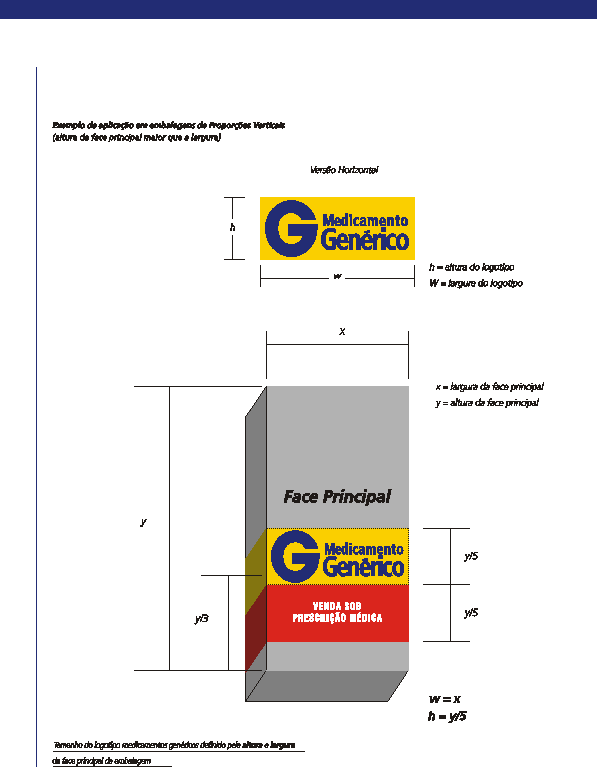 Exemplo de aplicação em embalagens de Proporções Verticais
(altura da face principal maior que a largura)
Versão Horizontal
h
G Medicamento
Genérico
w
h = altura do logotipo
W = largura do logotipo
X
x = largura da face principal
y = altura da face principal
y
Face Principal
G Medicamento
Genérico
y/5
VENDA SOB
PRESCRIÇÃO MÉDICA
y/5
y/3
w = x
h = y/5
Tamanho do logotipo medicamentos genéricos definido pela altura e largura
da face principal da embalagem